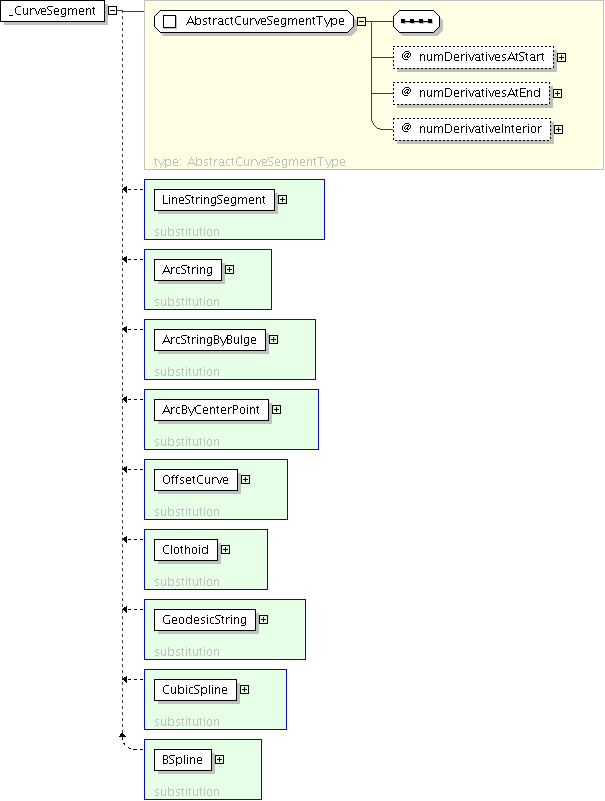 _CurveSegment
AbstractCurveSegmentType
@ numDerivativesAtStart
@ numDerivativesAtEnd
@ numDerivativeInterior
type: AbstractCurveSegmentType
LineStringSegment
substitution
ArcString
substitution
ArcStringByBulge
substitution
ArcByCenterPoint
substitution
OffsetCurve
substitution
Clothoid
substitution
GeodesicString
substitution
CubicSpline
substitution
BSpline
substitution